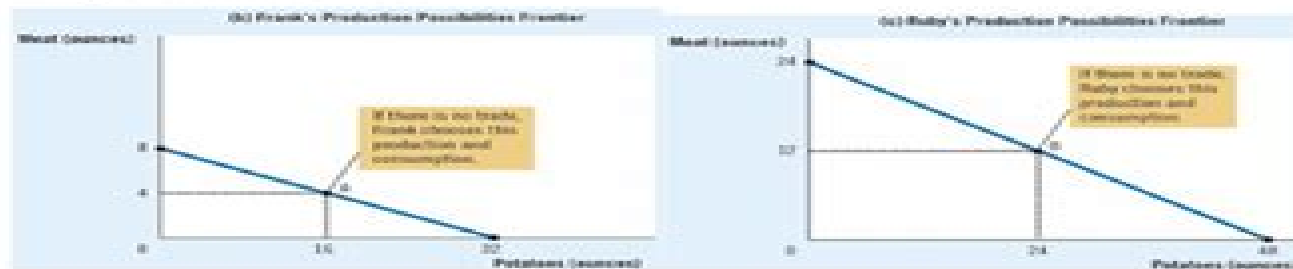 (b) Frank's Production Possibilities Frontier
Meat (ounces)
If there is no trade,
Frank chooses this
production and
consumption.
8
4
A
0
16
32
Potatoes (ounces)
(c) Ruby's Production Possibilities Frontier
Meat (ounces)
24
If there is no trade,
Ruby chooses this
production and
consumption.
12
B
0
24
48
Potatoes (ounces)